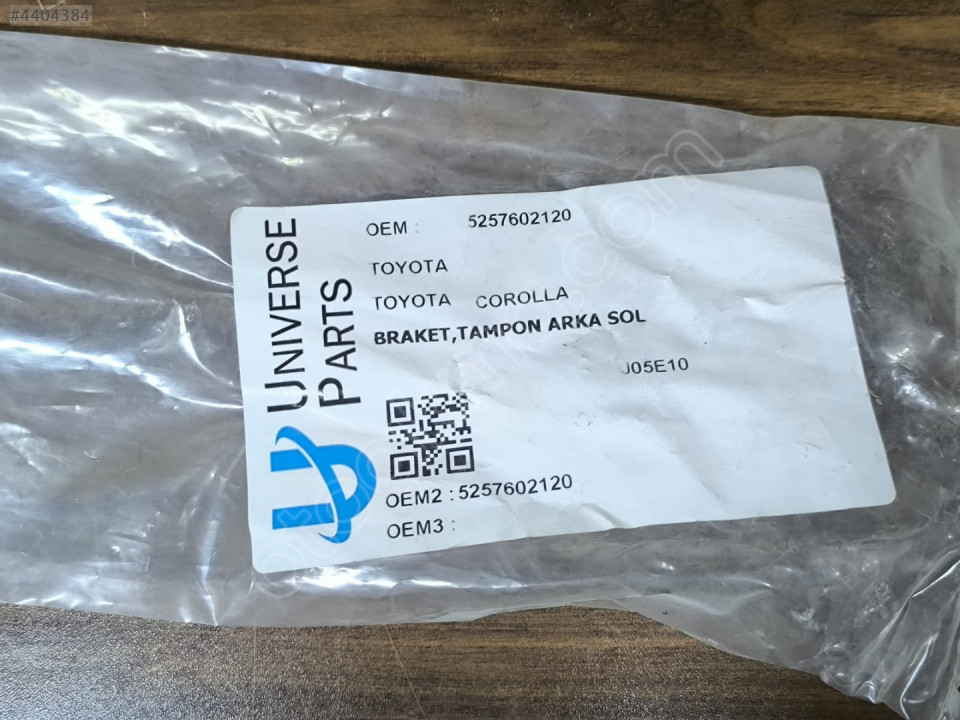 #4404384
UNIVERSE
PARTS
OEM : 5257602120
TOYOTA
TOYOTA COROLLA
BRAKET,TAMPON ARKA SOL
J05E10
OEM2 : 5257602120
OEM3 :